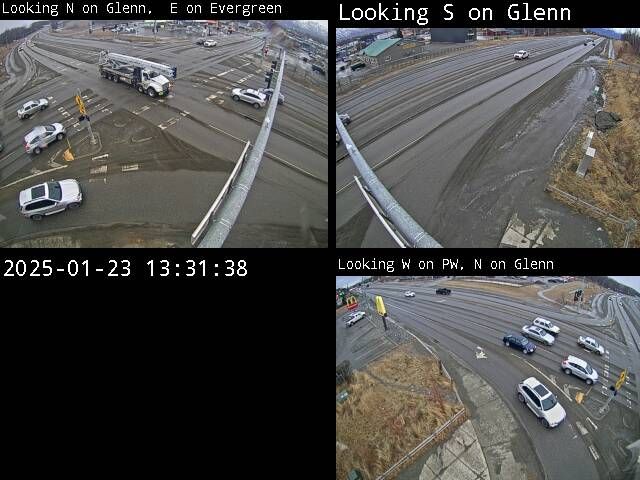 Looking N on Glenn,  E on Evergreen
Looking S on Glenn
2025-01-23 13:31:38
Looking W on PW, N on Glenn